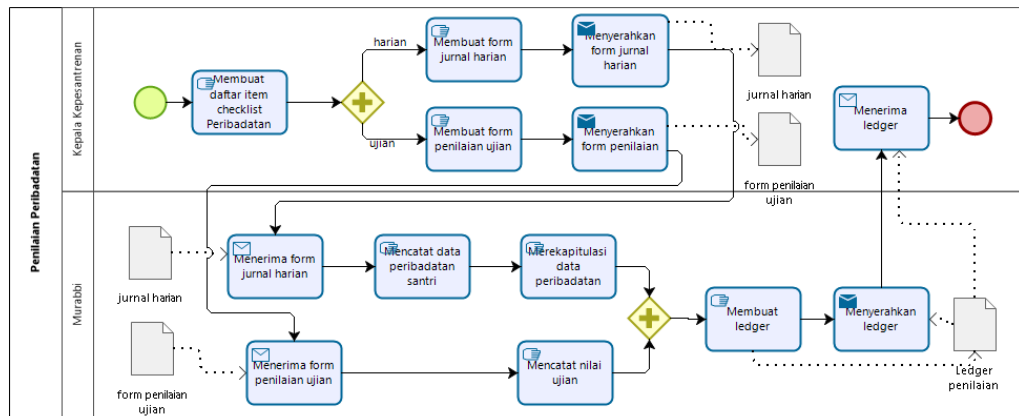 Penilaian Peribadatan
Kepala Kepesantrenan
Membuat
daftar item
checklist
Peribadatan
harian
ujian
Membuat form
jurnal harian
Menyerahkan
form jurnal
harian
jurnal harian
Membuat form
penilaian ujian
Menyerahkan
form penilaian
form penilaian
ujian
Menerima
ledger
Murabbi
jurnal harian
Menerima form
jurnal harian
Mencatat data
peribadatan
santri
Merekapitulasi
data
peribadatan
form penilaian
ujian
Menerima form
penilaian ujian
Mencatat nilai
ujian
Membuat
ledger
Menyerahkan
ledger
Ledger
penilaian